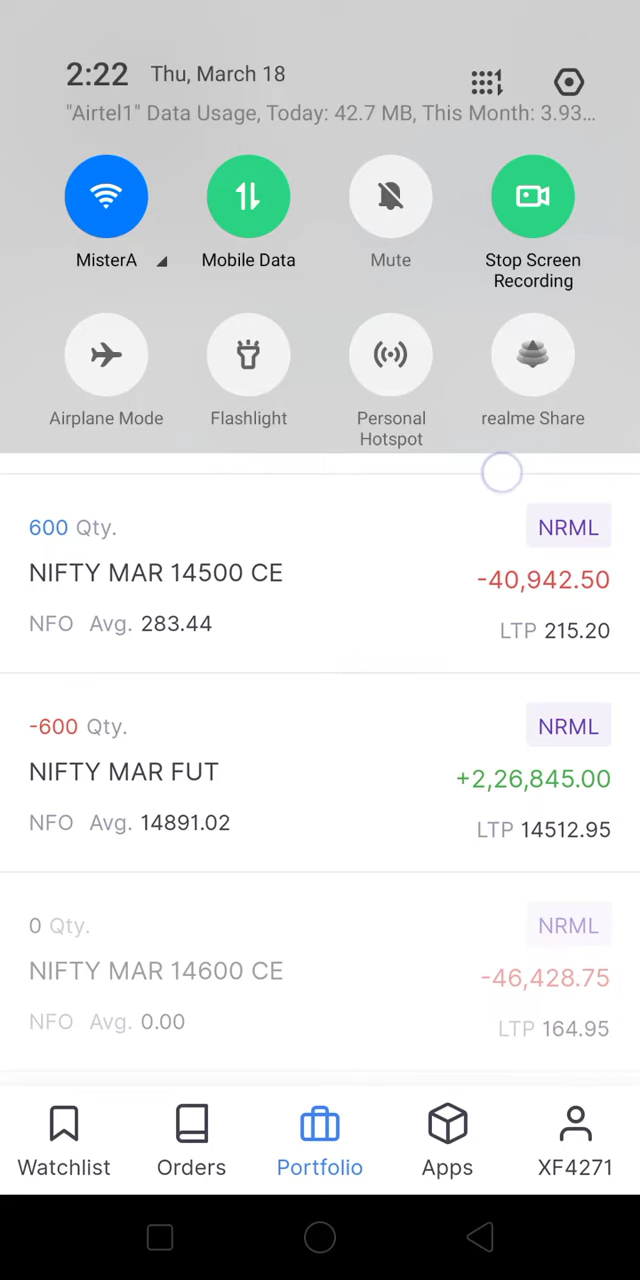 2:22 Thu, March 18
"Airtel1" Data Usage, Today: 42.7 MB, This Month: 3.93...
MisterA Mobile Data Mute Stop Screen
Recording
Airplane Mode Flashlight Personal realme Share
Hotspot
600 Qty. NRML
NIFTY MAR 14500 CE -40,942.50
NFO Avg. 283.44 LTP 215.20
-600 Qty. NRML
NIFTY MAR FUT +2,26,845.00
NFO Avg. 14891.02 LTP 14512.95
0 Qty. NRML
NIFTY MAR 14600 CE -46,428.75
NFO Avg. 0.00 LTP 164.95
Watchlist Orders Portfolio Apps XF4271